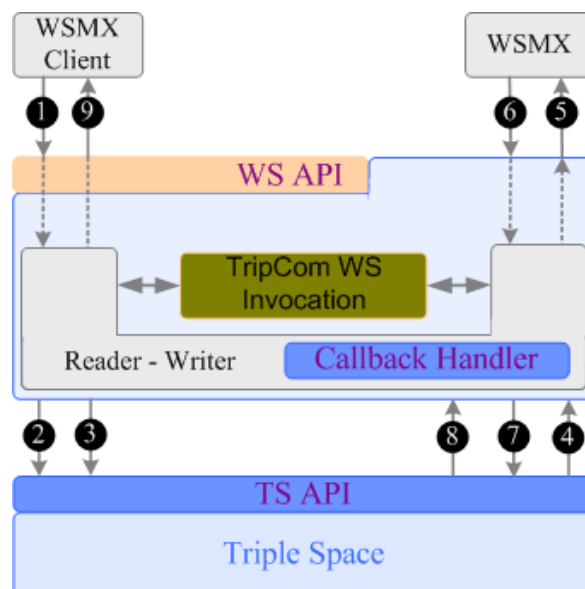 WSMX
Client
WSMX
1
9
6
5
WS API
TripCom WS
Invocation
Reader - Writer
Callback Handler
2
3
8
7
4
TS API
Triple Space